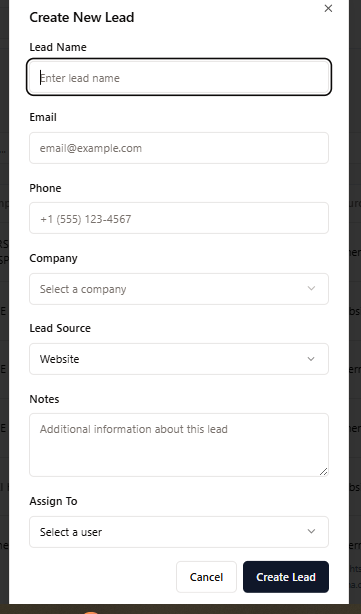 Create New Lead
Lead Name
Enter lead name
Email
email@example.com
Phone
+1 (555) 123-4567
Company
Select a company
Lead Source
Website
Notes
Additional information about this lead
Assign To
Select a user
Cancel
Create Lead